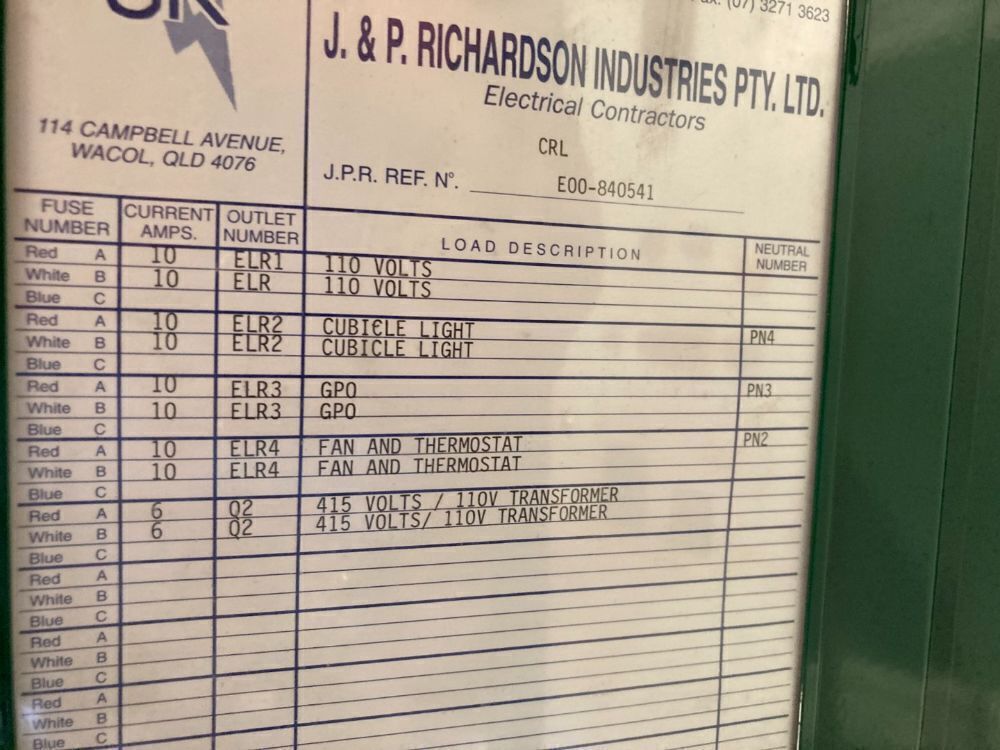 (07) 3271 3623
J. & P. RICHARDSON INDUSTRIES PTY. LTD.
Electrical Contractors
114 CAMPBELL AVENUE,
WACOL, QLD 4076
CRL
J.P.R. REF. N°. E00-840541
FUSE NUMBER CURRENT AMPS. OUTLET NUMBER LOAD DESCRIPTION NEUTRAL NUMBER
Red A 10 ELR1 110 VOLTS
White B 10 ELR 110 VOLTS
Blue C
Red A 10 ELR2 CUBICLE LIGHT PN4
White B 10 ELR2 CUBICLE LIGHT
Blue C
Red A 10 ELR3 GPO PN3
White B 10 ELR3 GPO
Blue C
Red A 10 ELR4 FAN AND THERMOSTAT PN2
White B 10 ELR4 FAN AND THERMOSTAT
Blue C
Red A 6 Q2 415 VOLTS / 110V TRANSFORMER
White B 6 Q2 415 VOLTS/ 110V TRANSFORMER
Blue C
Red A
White B
Blue C
Red A
White B
Blue C
Red A
White B
Blue C